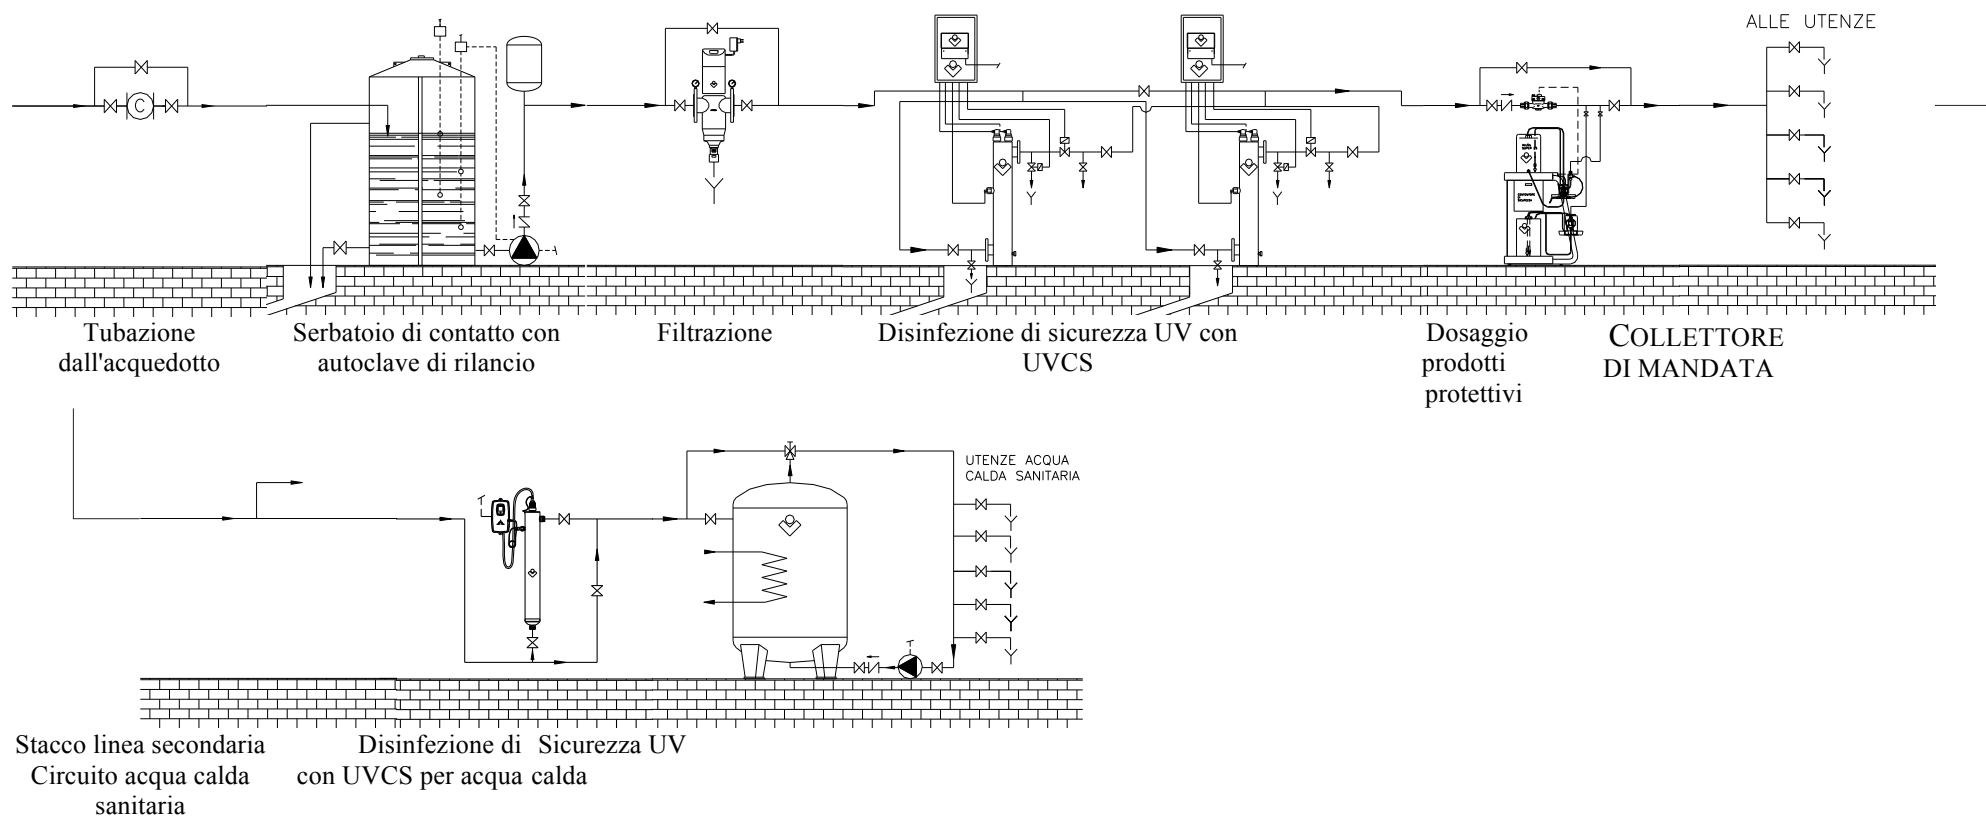 ALLE UTENZE
C
Tubazione
dall'acquedotto
Serbatoio di contatto con
autoclave di rilancio
Filtrazione
Disinfezione di sicurezza UV con
UVCS
Dosaggio
prodotti
protettivi
COLLETTORE
DI MANDATA
UTENZE ACQUA
CALDA SANITARIA
Stacco linea secondaria
Circuito acqua calda
sanitaria
Disinfezione di Sicurezza UV
con UVCS per acqua calda